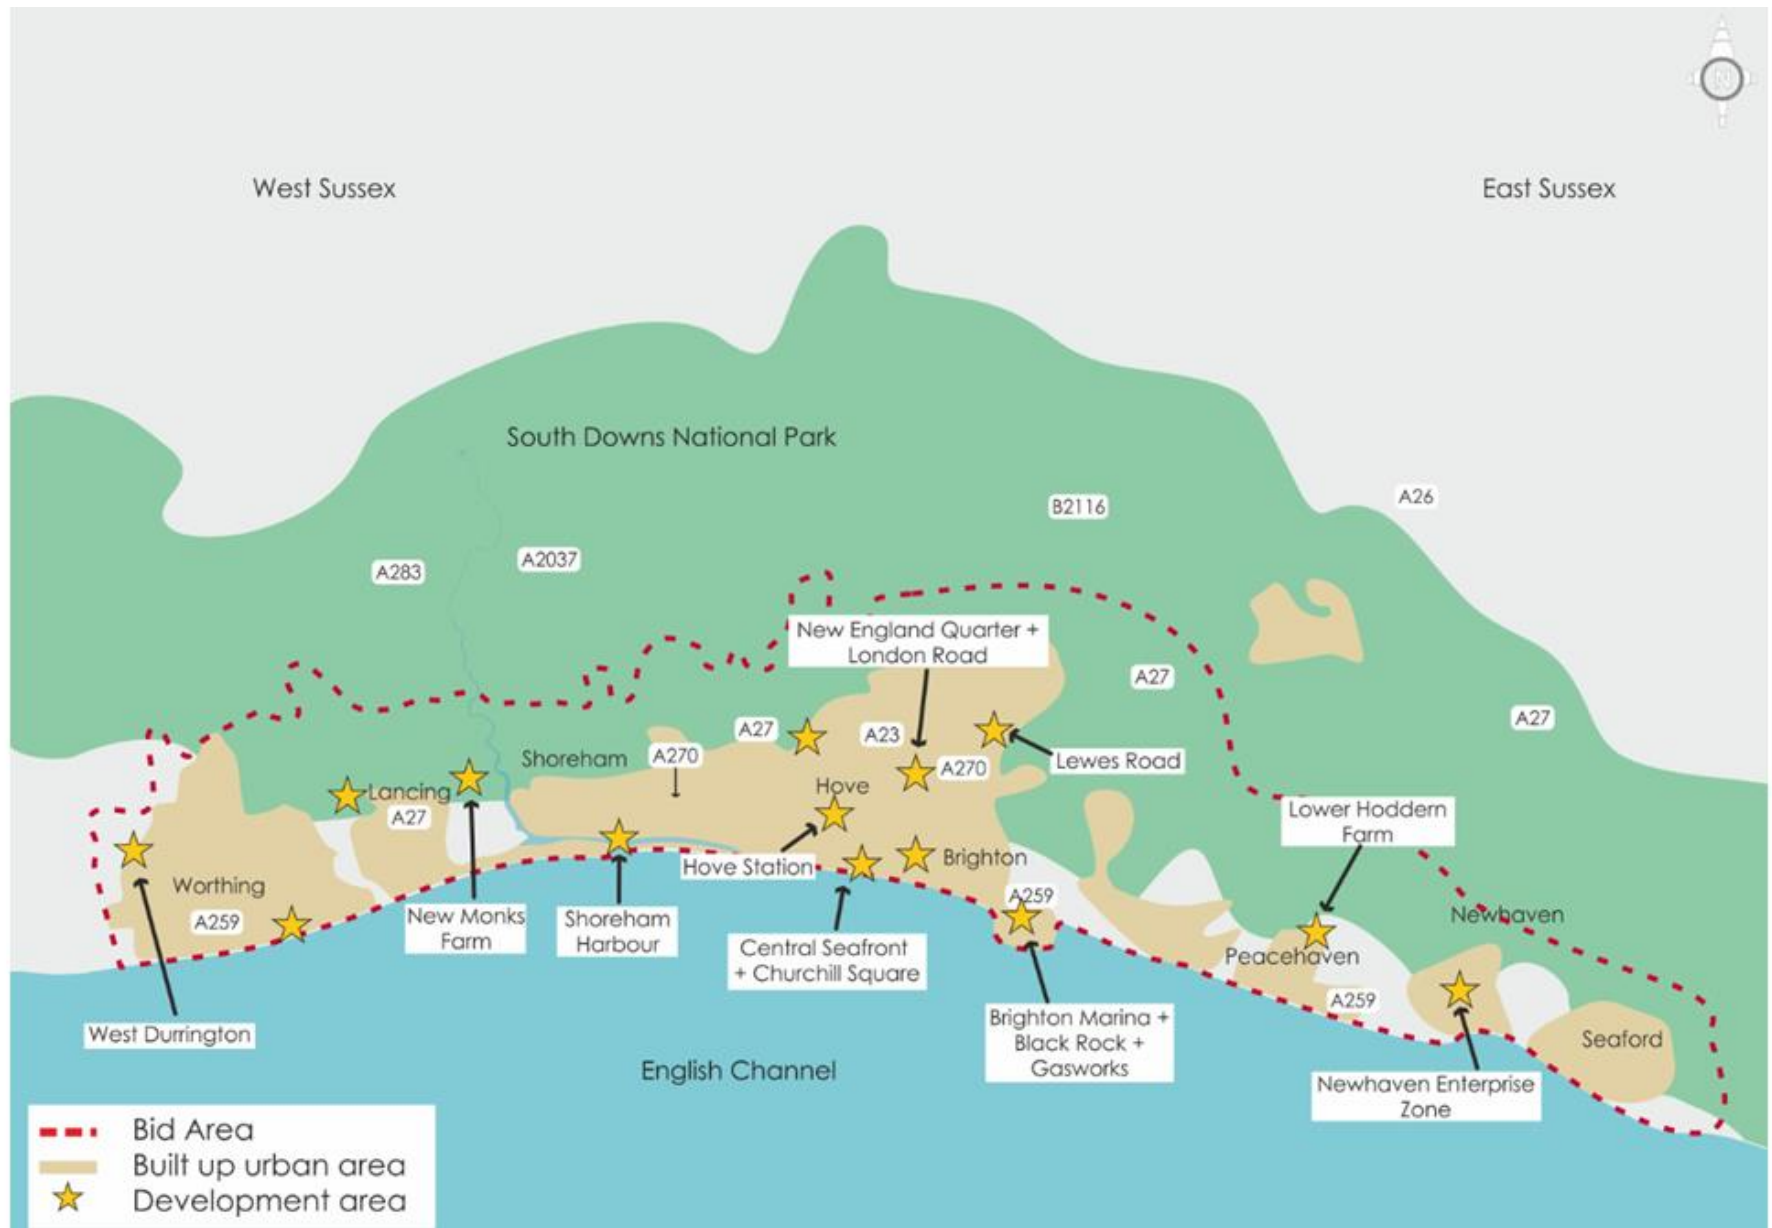 N
West Sussex
East Sussex
South Downs National Park
A26
B2116
A2037
A283
New England Quarter +
London Road
A27
A27
A27
A23
Shoreham
A270
Lewes Road
A270
Hove
Lancing
A27
Lower Hoddern
Farm
Hove Station
Brighton
Worthing
A259
A259
New Monks
Farm
Shoreham
Harbour
Newhaven
Central Seafront
+ Churchill Square
Peacehaven
A259
Brighton Marina +
Black Rock +
Gasworks
West Durrington
Seaford
English Channel
Newhaven Enterprise
Zone
Bid Area
Built up urban area
Development area